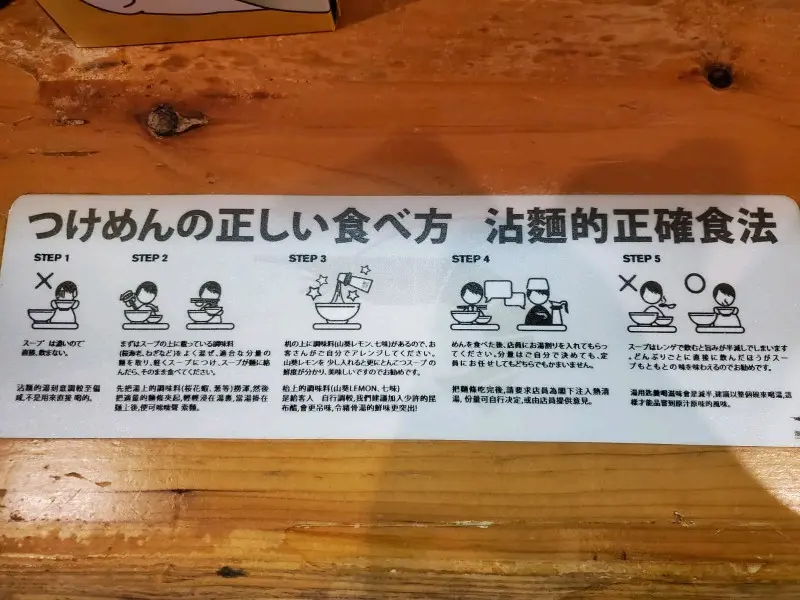 つけめんの正しい食べ方 沾麵的正確食法
STEP 1
スープは濃いので
直接、飲まない。
沾麵的湯刻意調較至偏
咸,不是用來直接喝的。
STEP 2
まずはスープの上に載っている調味料
(桜海老、ねぎなど)をよく混ぜ、適合な分量の
麺を取り、軽くスープにつけ、スープが麺に絡
んだら、そのまま食べてください。
先把湯上的調味料(桜花蝦,葱等)撈渾,然後
把適量的麵條夾起,輕輕浸在湯裏,當湯掛在
麵上後,便可啲啲聲索麵。
STEP 3
机の上に調味料(山葵レモン、七味)があるので、お
客さんがご自分でアレンジしてください。
山葵レモンを少し入れると更にとんこつスープの
鮮度が分かり、美味しいですのでお勧めです。
枱上的調味料(山葵LEMON、七味)
是給客人 自行調較,我們建議加入少許的昆
布醋,會更吊味,令豬骨湯的鮮味更突出!
STEP 4
めんを食べた後、店員にお湯割りを入れてもらっ
てください。分量はご自分で決めても、定
員にお任せしてもどちらでもかまいません。
把麵條吃完後,請要求店員為閣下注入熱清
湯,份量可自行決定,或由店員提供意見。
STEP 5
スープはレンゲで飲むと旨みが半減してしまいます
。どんぶりごとに直接に飲んだほうがスー
プもともとの味を味わえるのでお勧めです。
湯用匙羹喝滋味會是減半,建議以整個碗來喝湯,這
樣才能品嘗到原汁原味的風味。